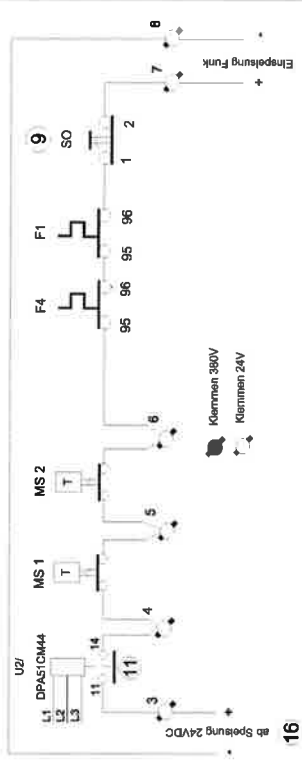 U2/
DPA51CM44
L1
L2
L3
11
14
11
MS 1
T
MS 2
T
F4
95
96
F1
95
96
SO
9
1
2
3
4
5
6
7
8
+
-
ab Speisung 24VDC
16
+
-
Einspeisung Funk
Klemmen 380V
Klemmen 24V